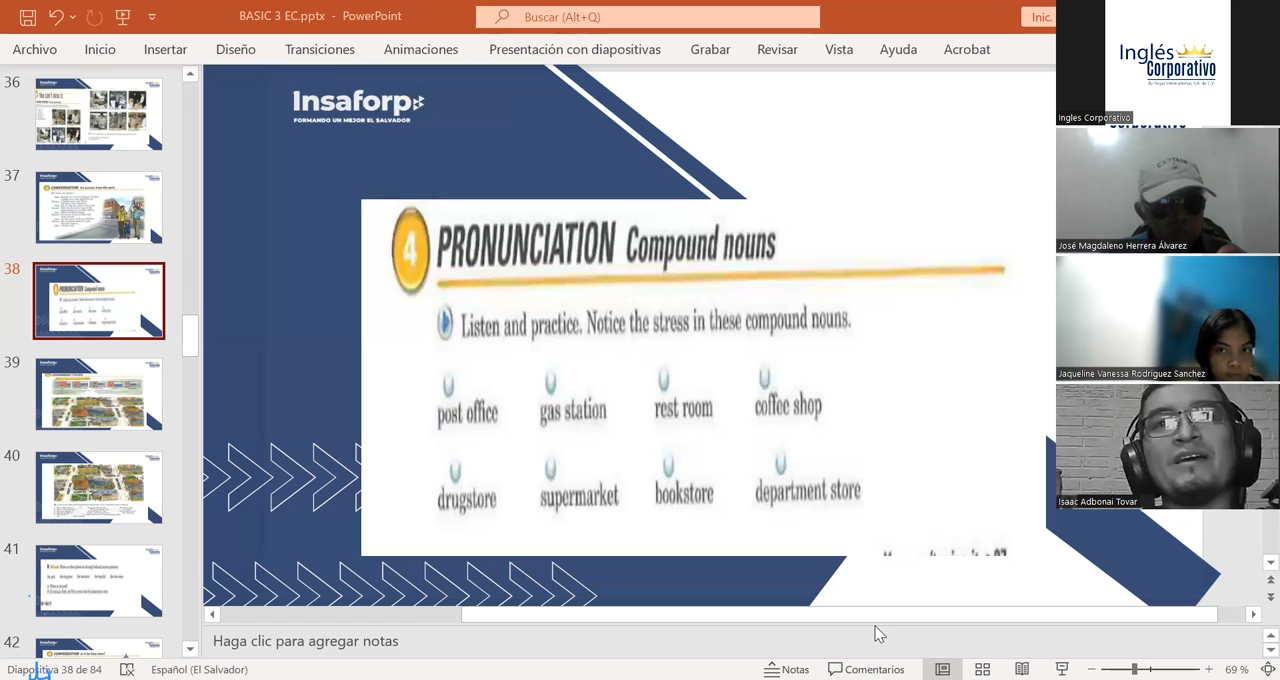 BASIC 3 EC.pptx - PowerPoint
Buscar (Alt+Q)
Inic.
Archivo Inicio Insertar Diseño Transiciones Animaciones Presentación con diapositivas Grabar Revisar Vista Ayuda Acrobat
36
37
38
39
40
41
42
Insaforp
FORMANDO UN MEJOR EL SALVADOR
4 PRONUNCIATION Compound nouns
Listen and practice. Notice the stress in these compound nouns.
post office gas station rest room coffee shop
drugstore supermarket bookstore department store
Inglés
Corporativo
Ingles Corporativo
CAPTAIN
José Magdaleno Herrera Álvarez
Jaqueline Vanessa Rodriguez Sanchez
Isaac Adbonai Tovar
Haga clic para agregar notas
Diapositiva 38 de 84 Español (El Salvador) Notas Comentarios 69 %